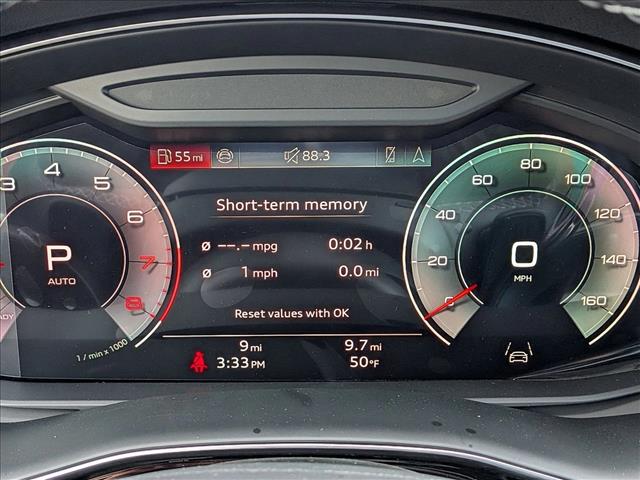 55 mi
88.3
Short-term memory
ø --.- mpg 0:02 h
ø 1 mph 0.0 mi
Reset values with OK
9 mi 9.7 mi
3:33 PM 50°F
3 4 5 6 7 8
P
AUTO
1 / min x 1000
0 20 40 60 80 100 120 140 160
0
MPH